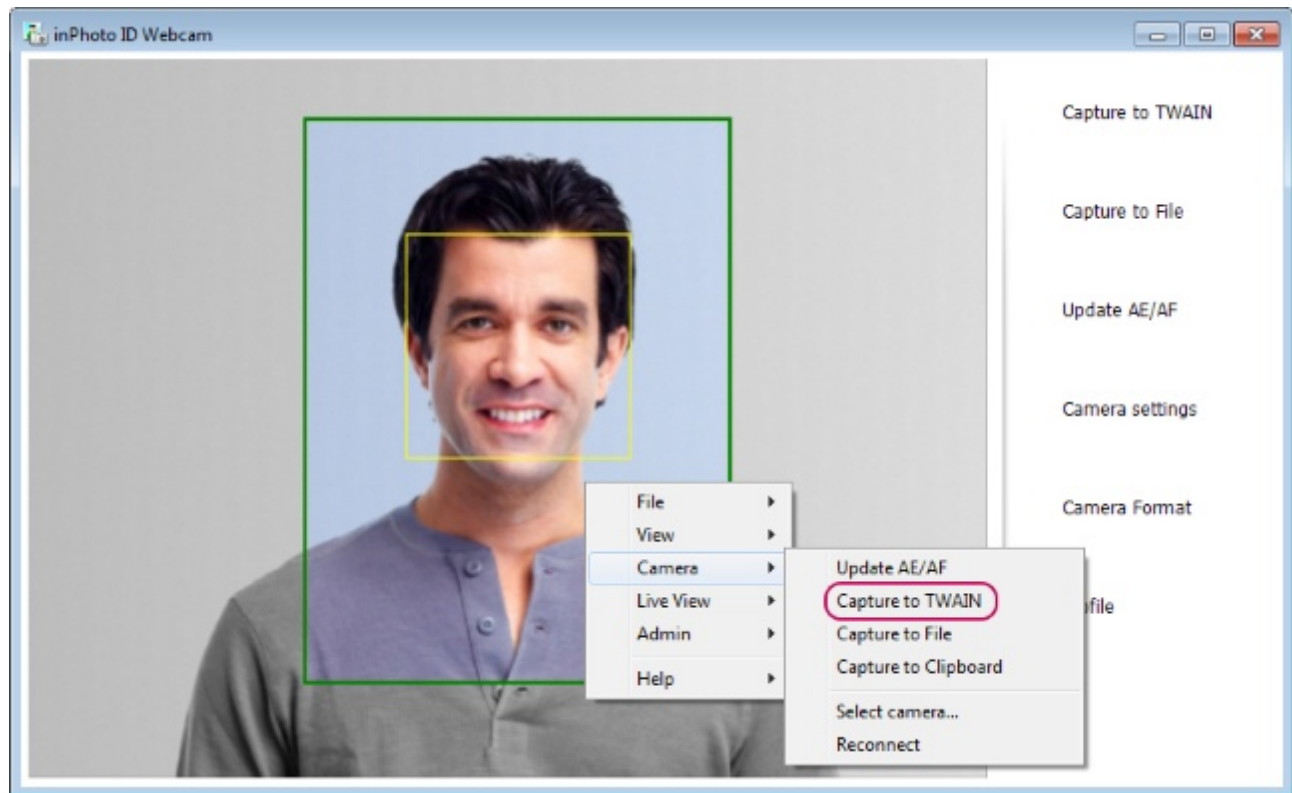 inPhoto ID Webcam
Capture to TWAIN
Capture to File
Update AE/AF
Camera settings
Camera Format
File
View
Camera
Live View
Admin
Help
Update AE/AF
Capture to TWAIN
Capture to File
Capture to Clipboard
Select camera...
Reconnect